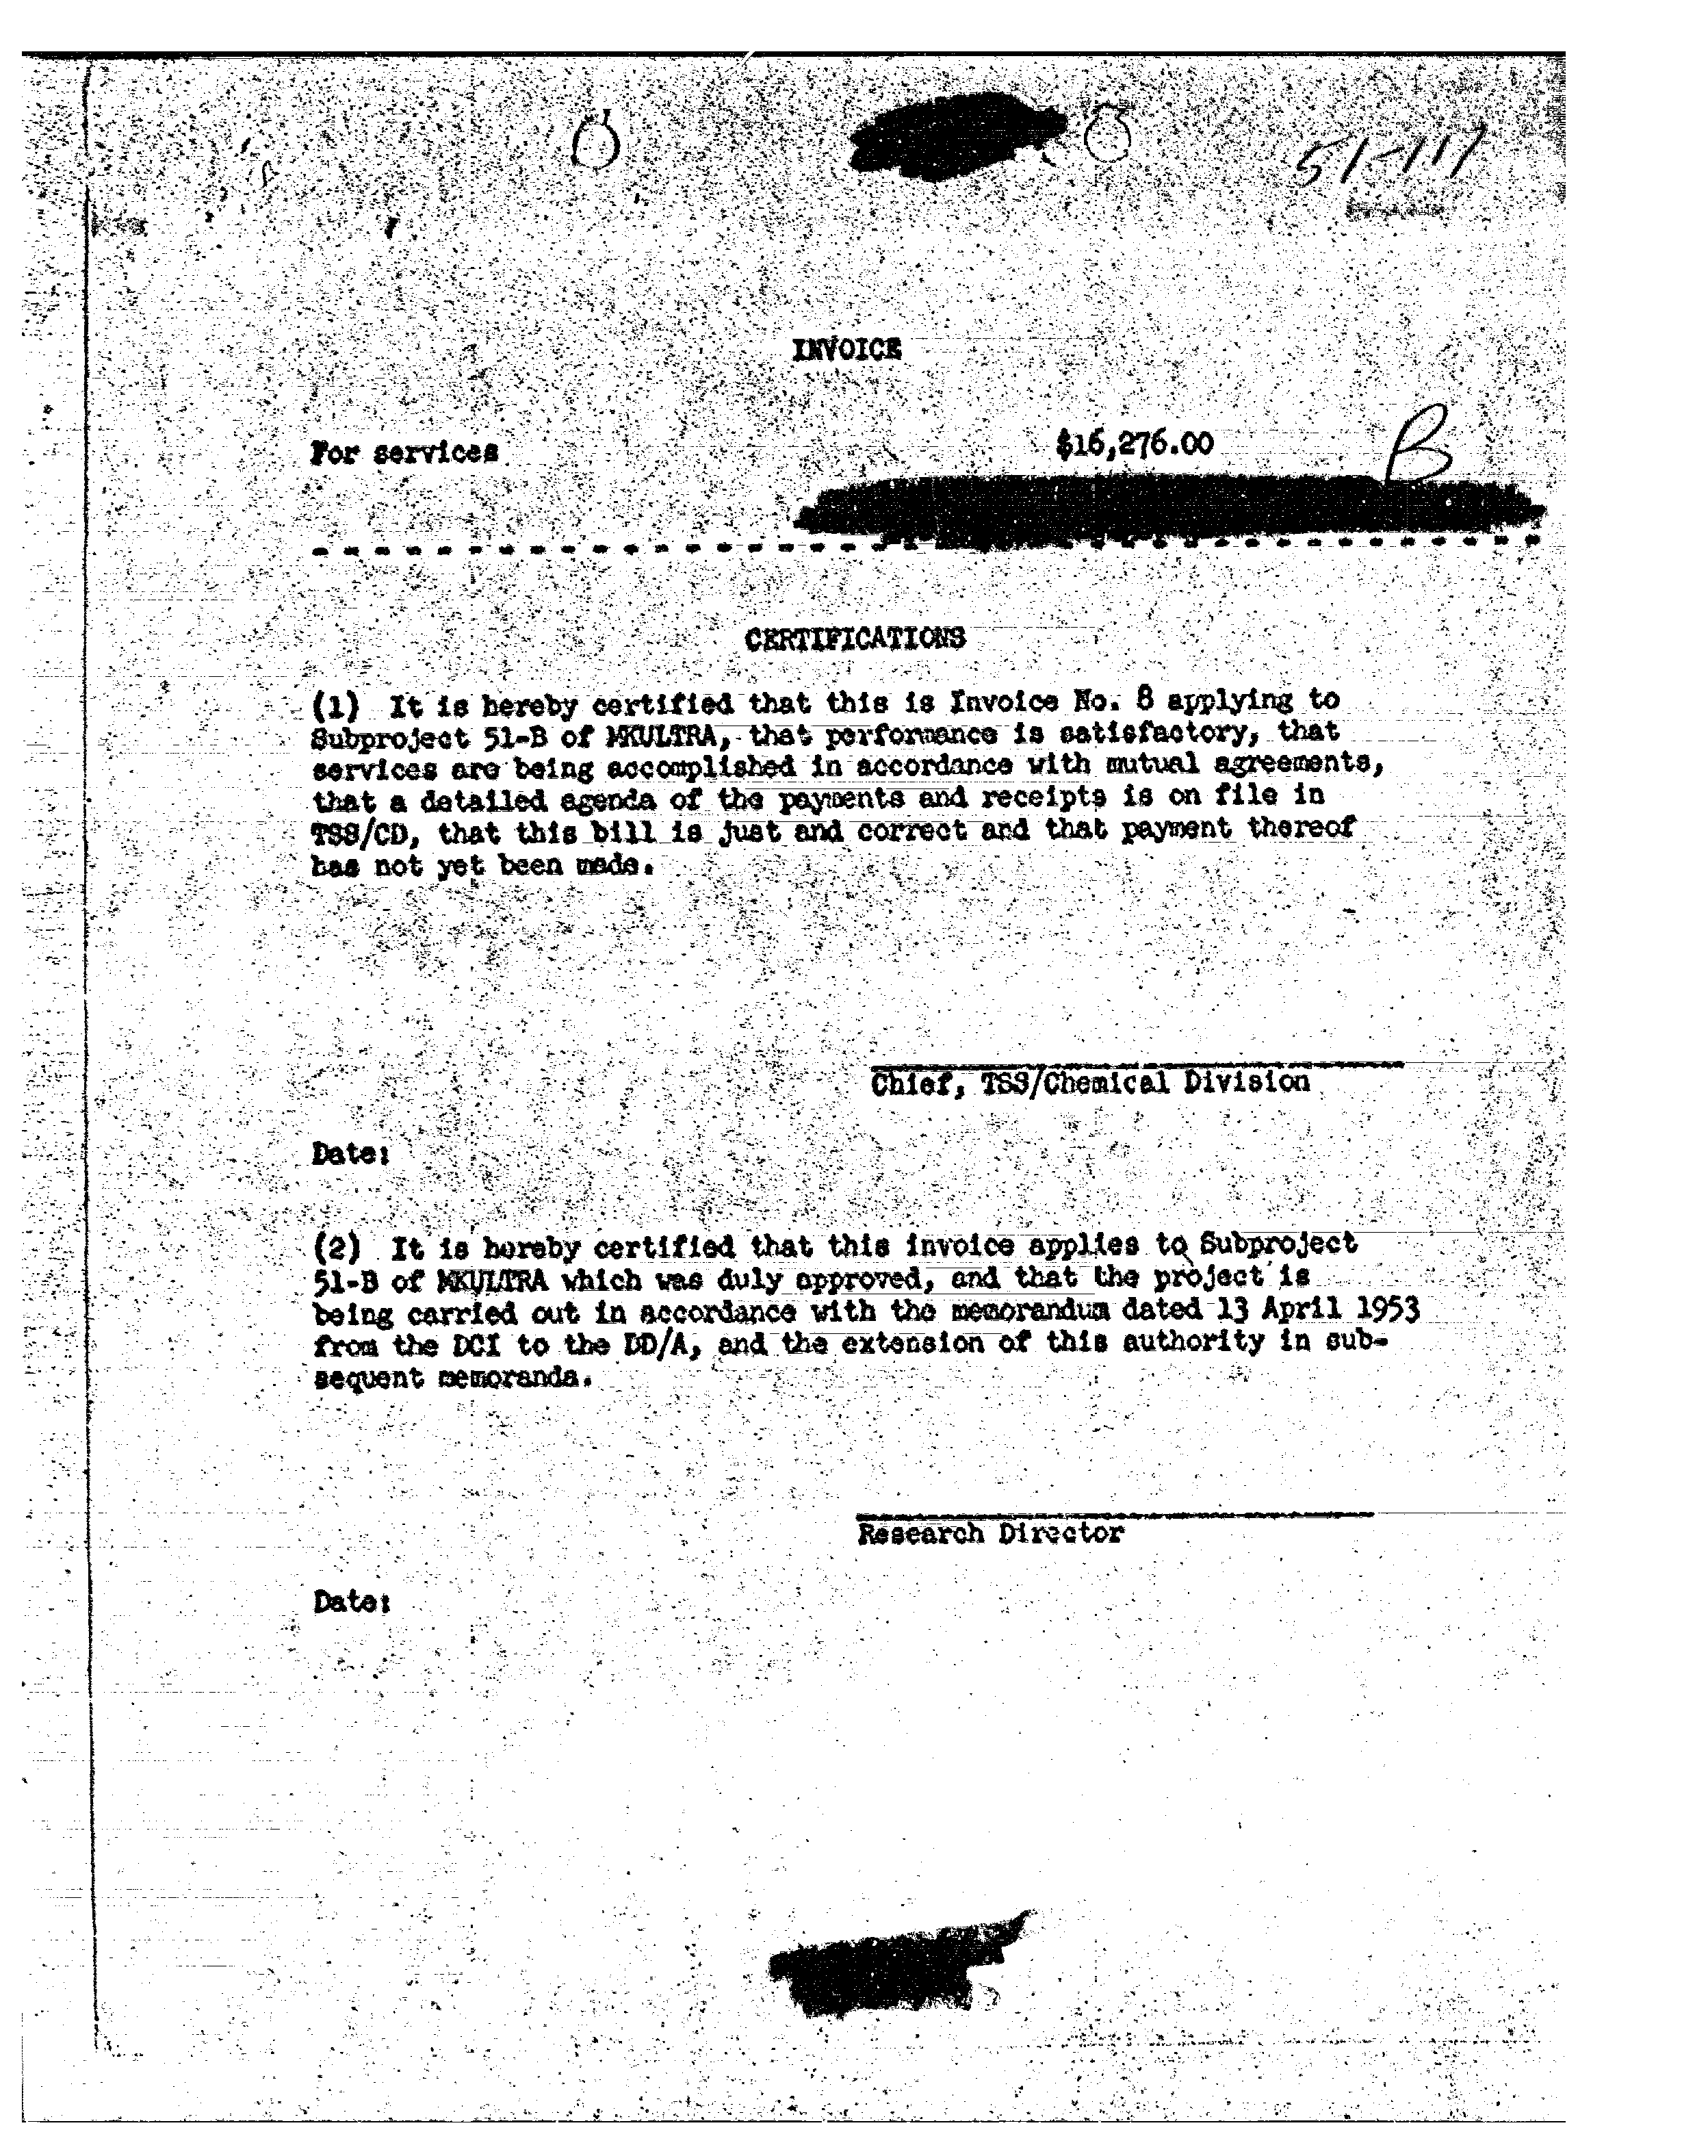 51-117
INVOICE
For services $16,276.00 B
CERTIFICATIONS
(1) It is hereby certified that this is Invoice No. 8 applying to
Subproject 51-B of MKULTRA, that performance is satisfactory, that
services are being accomplished in accordance with mutual agreements,
that a detailed agenda of the payments and receipts is on file in
TSS/CD, that this bill is just and correct and that payment thereof
has not yet been made.
Chief, TSS/Chemical Division
Date:
(2) It is hereby certified that this invoice applies to Subproject
51-B of MKULTRA which was duly approved, and that the project is
being carried out in accordance with the memorandum dated 13 April 1953
from the DCI to the DD/A, and the extension of this authority in sub-
sequent memoranda.
Research Director
Date: